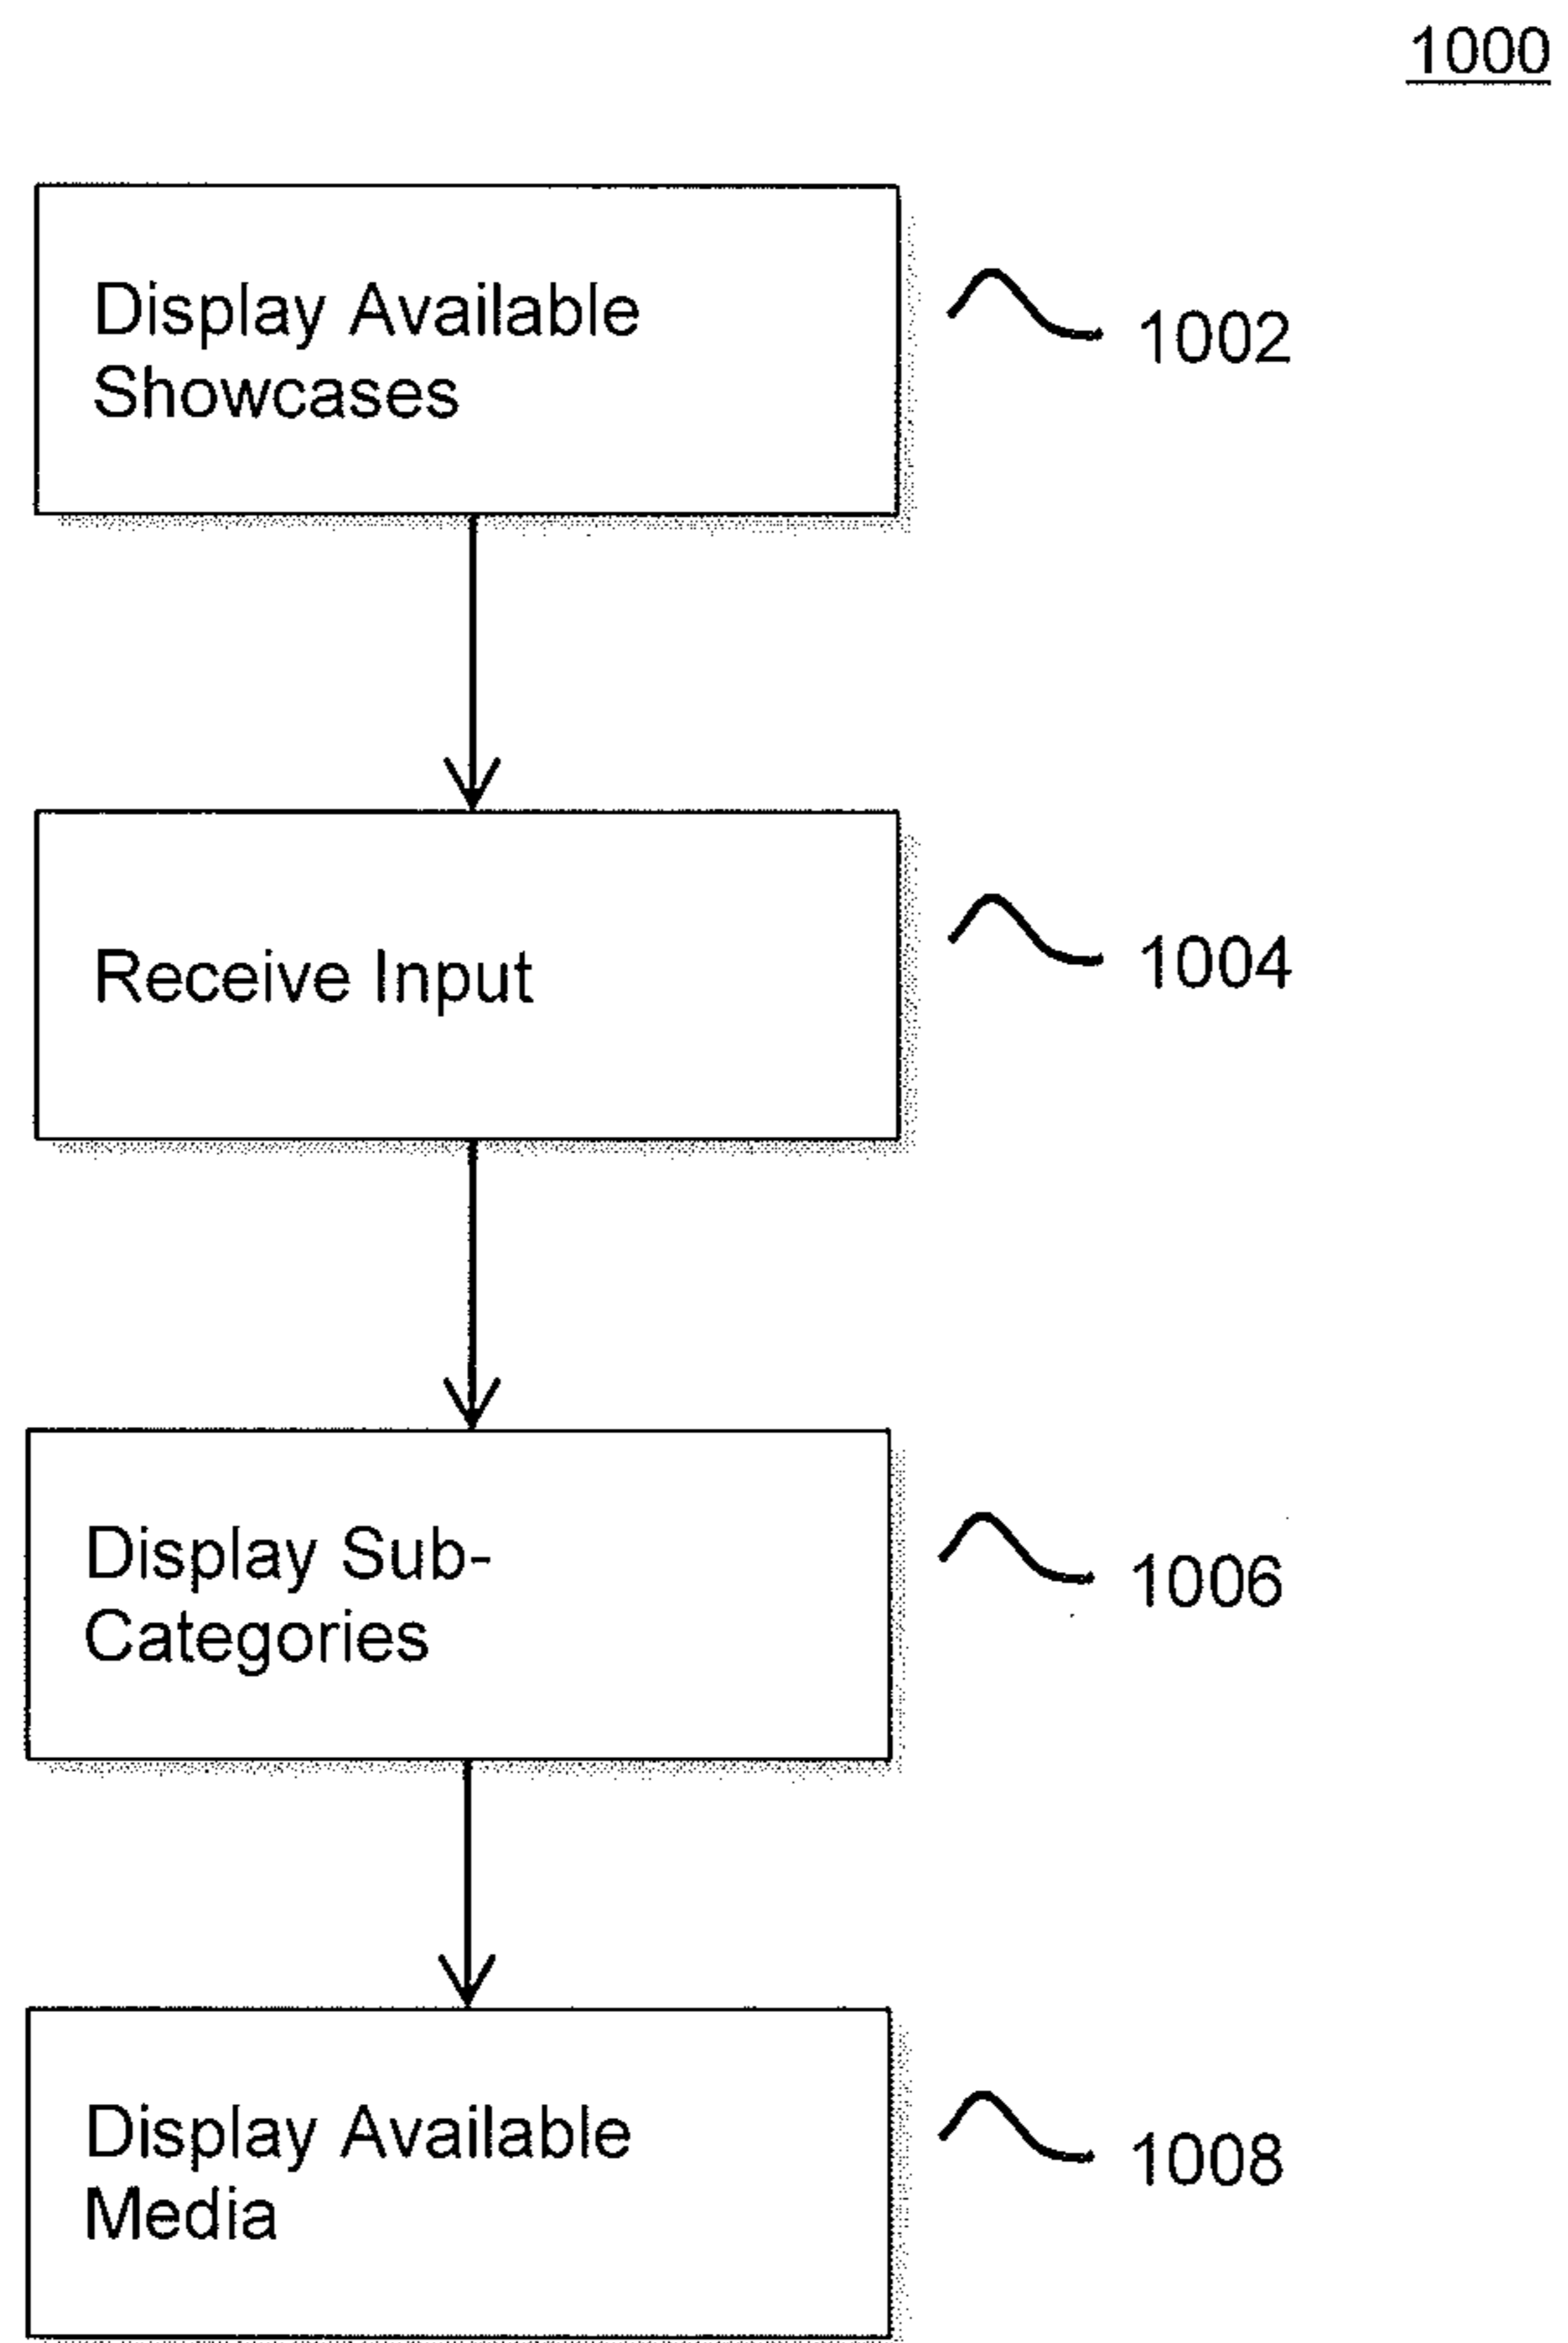 1000
Display Available
Showcases
1002
Receive Input
1004
Display Sub-
Categories
1006
Display Available
Media
1008